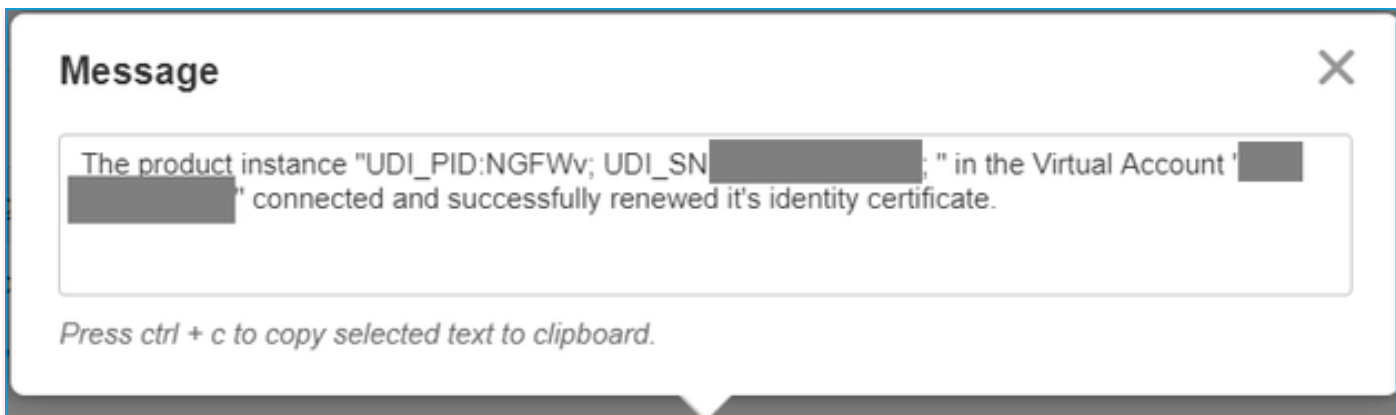 Message
The product instance "UDI_PID:NGFWv; UDI_SN ; " in the Virtual Account '
" connected and successfully renewed it's identity certificate.
Press ctrl + c to copy selected text to clipboard.